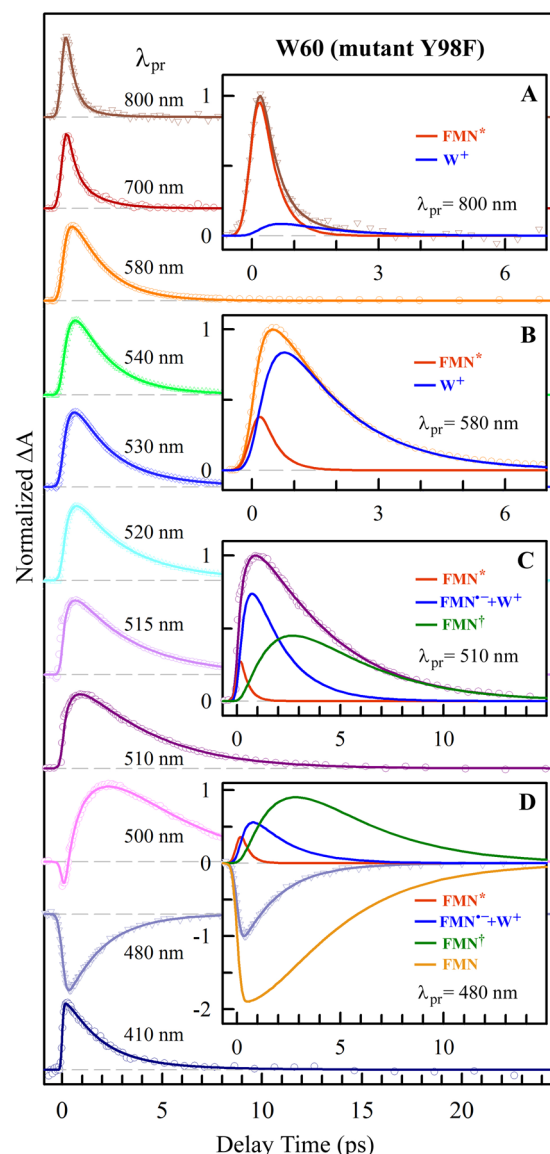 W60 (mutant Y98F)
λpr
800 nm
700 nm
580 nm
540 nm
530 nm
520 nm
515 nm
510 nm
500 nm
480 nm
410 nm
A
1
0
FMN*
W+
λpr= 800 nm
0 3 6
B
1
0
FMN*
W+
λpr= 580 nm
0 3 6
C
1
0
FMN*
FMN•−+W+
FMN†
λpr= 510 nm
0 5 10
D
1
0
-1
-2
FMN*
FMN•−+W+
FMN†
FMN
λpr= 480 nm
0 5 10
Normalized ΔA
0 5 10 15 20
Delay Time (ps)